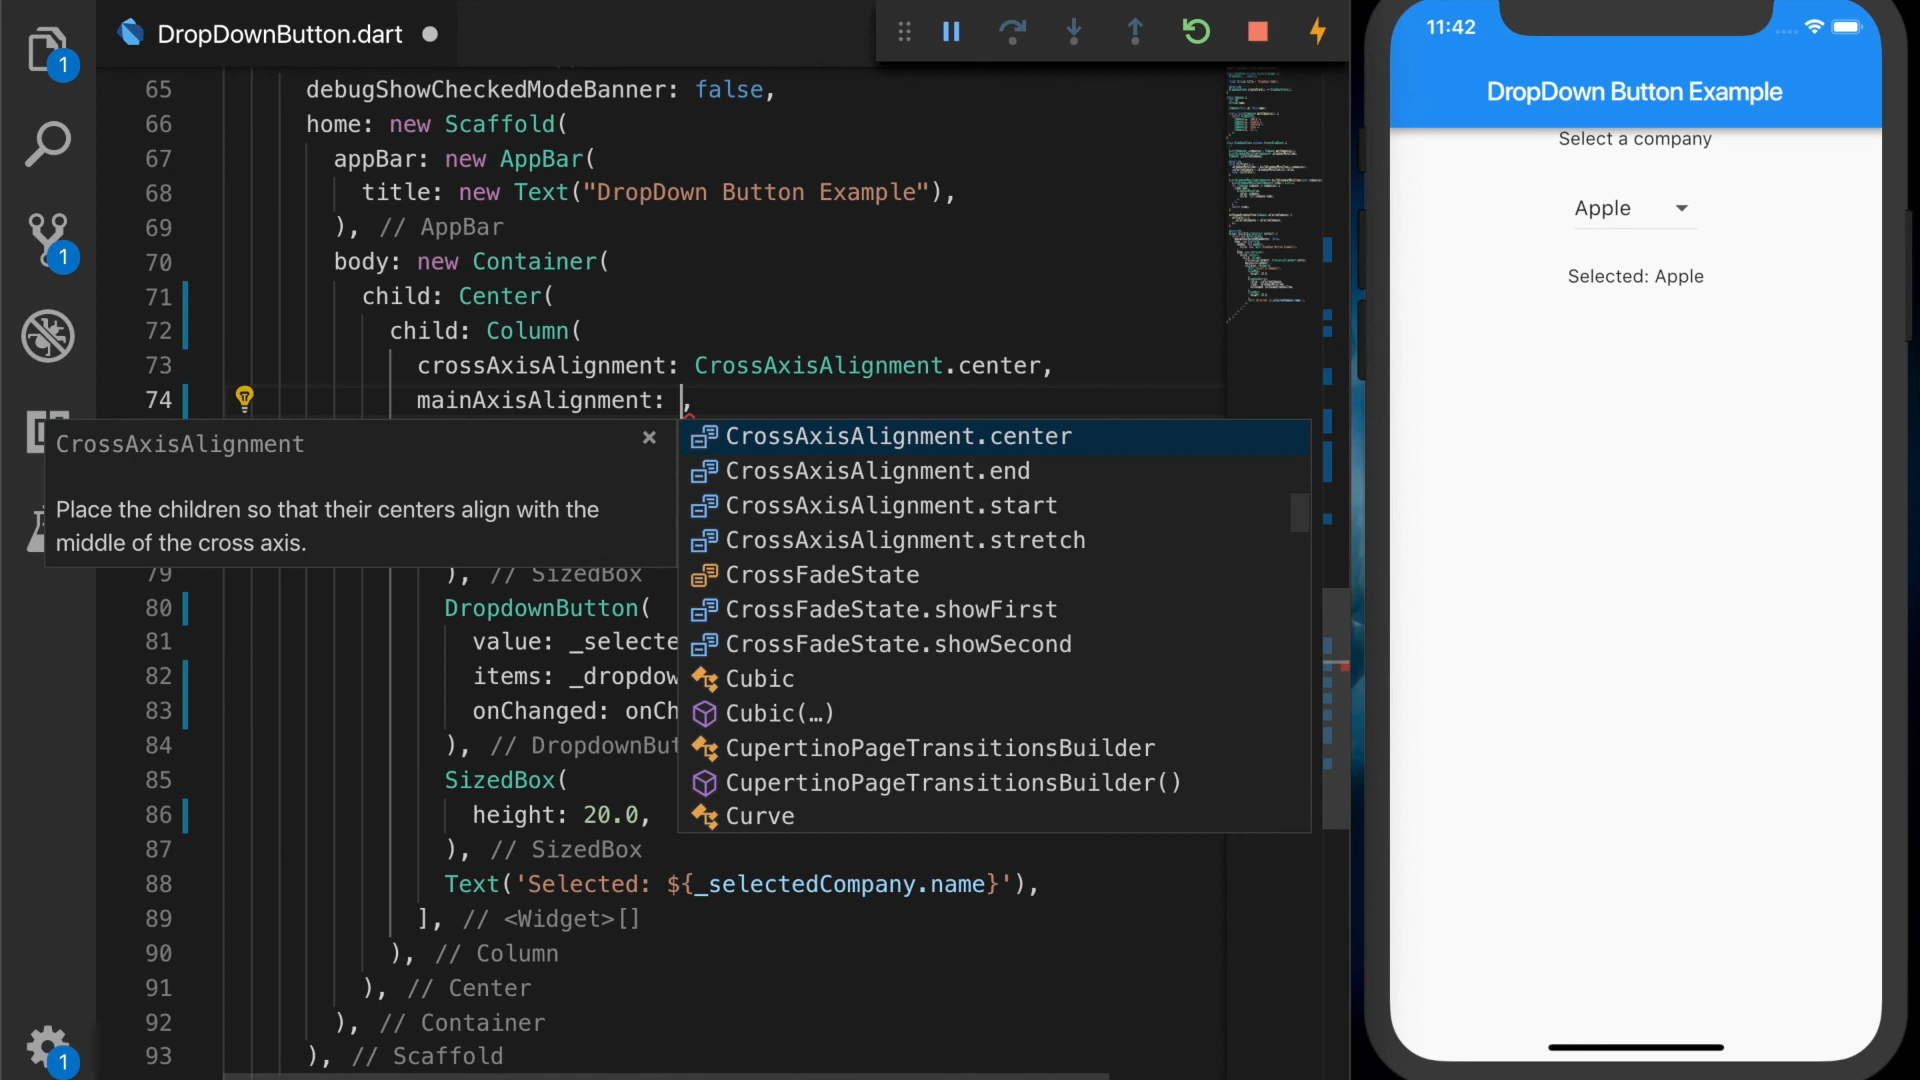 DropDownButton.dart
65 debugShowCheckedModeBanner: false,
66 home: new Scaffold(
67 appBar: new AppBar(
68 title: new Text("DropDown Button Example"),
69 ), // AppBar
70 body: new Container(
71 child: Center(
72 child: Column(
73 crossAxisAlignment: CrossAxisAlignment.center,
74 mainAxisAlignment: ,
CrossAxisAlignment ×
Place the children so that their centers align with the
middle of the cross axis.
CrossAxisAlignment.center
CrossAxisAlignment.end
CrossAxisAlignment.start
CrossAxisAlignment.stretch
CrossFadeState
CrossFadeState.showFirst
CrossFadeState.showSecond
Cubic
Cubic(…)
CupertinoPageTransitionsBuilder
CupertinoPageTransitionsBuilder()
Curve
79 ), // SizedBox
80 DropdownButton(
81 value: _selecte
82 items: _dropdow
83 onChanged: onCh
84 ), // DropdownBut
85 SizedBox(
86 height: 20.0,
87 ), // SizedBox
88 Text('Selected: ${_selectedCompany.name}'),
89 ], // <Widget>[]
90 ), // Column
91 ), // Center
92 ), // Container
93 ), // Scaffold
1
1
1
11:42
DropDown Button Example
Select a company
Apple
Selected: Apple